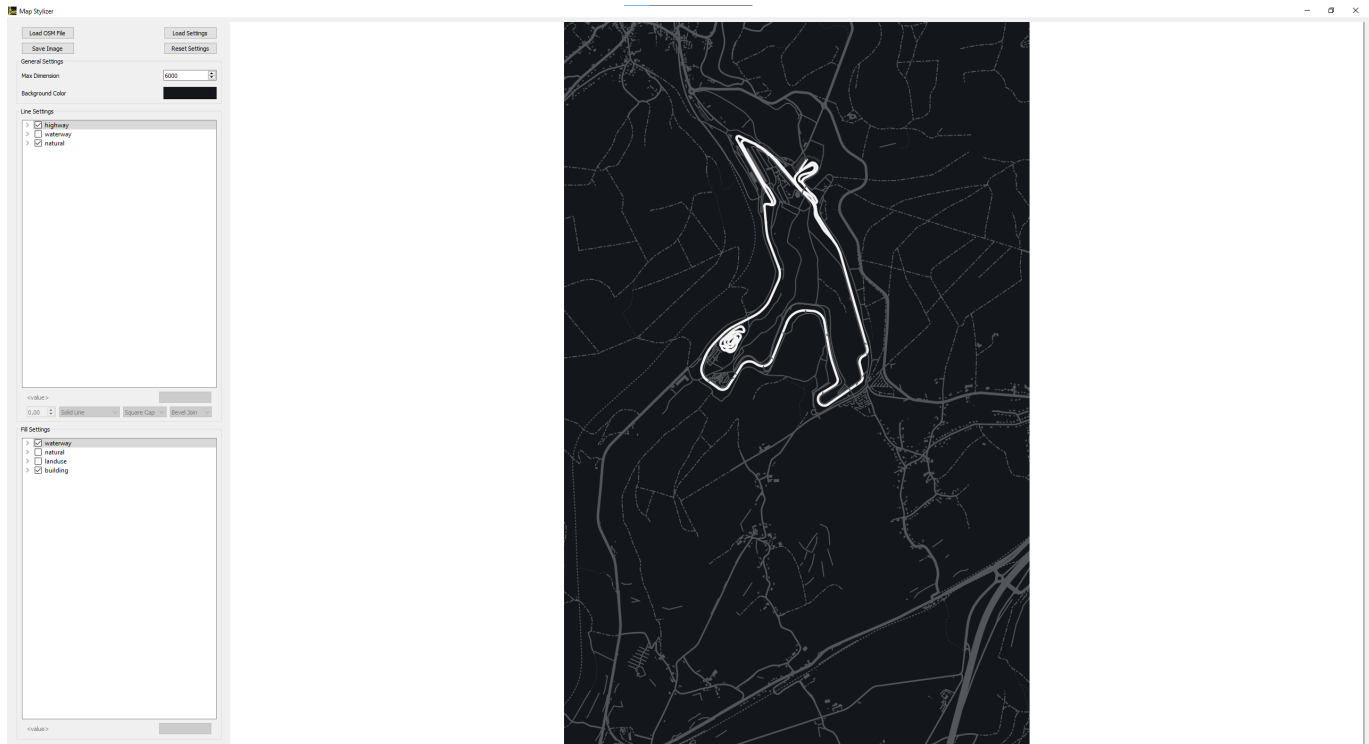 Map Stylizer
Load OSM File
Load Settings
Save Image
Reset Settings
General Settings
Max Dimension
6000
Background Color
Line Settings
highway
waterway
natural
<value>
0,00
Solid Line
Square Cap
Bevel Join
Fill Settings
waterway
natural
landuse
building
<value>